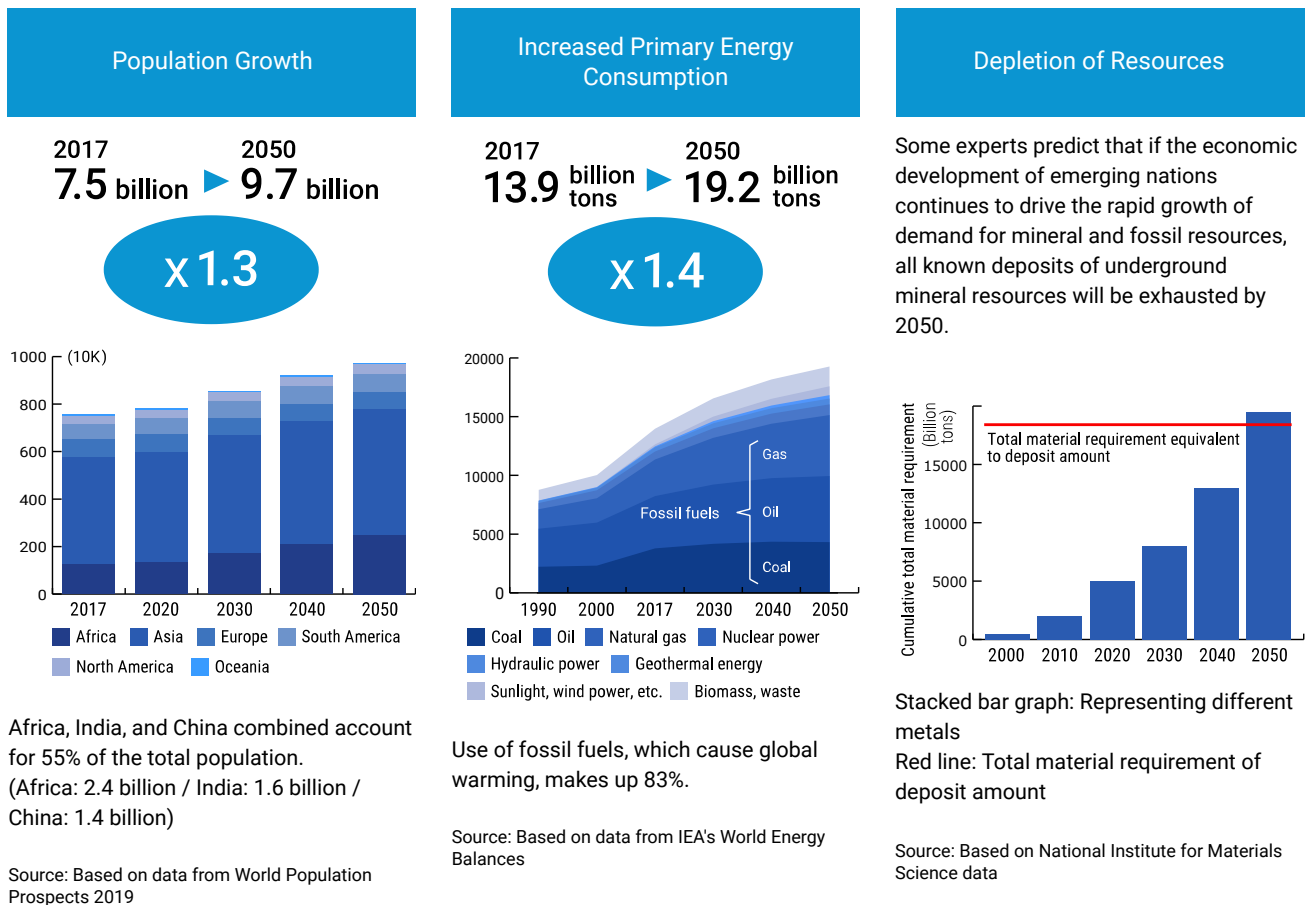 Population Growth
2017
7.5 billion
2050
9.7 billion
x 1.3
(10K)
1000
800
600
400
200
0
2017 2020 2030 2040 2050
Africa Asia Europe South America
North America Oceania
Africa, India, and China combined account
for 55% of the total population.
(Africa: 2.4 billion / India: 1.6 billion /
China: 1.4 billion)
Source: Based on data from World Population
Prospects 2019
Increased Primary Energy
Consumption
2017
13.9 billion
tons
2050
19.2 billion
tons
x 1.4
20000
15000
10000
5000
0
Gas
Fossil fuels
Oil
Coal
1990 2000 2017 2030 2040 2050
Coal Oil Natural gas Nuclear power
Hydraulic power Geothermal energy
Sunlight, wind power, etc. Biomass, waste
Use of fossil fuels, which cause global
warming, makes up 83%.
Source: Based on data from IEA's World Energy
Balances
Depletion of Resources
Some experts predict that if the economic
development of emerging nations
continues to drive the rapid growth of
demand for mineral and fossil resources,
all known deposits of underground
mineral resources will be exhausted by
2050.
Cumulative total material requirement
(Billion
tons)
Total material requirement equivalent
to deposit amount
15000
10000
5000
0
2000 2010 2020 2030 2040 2050
Stacked bar graph: Representing different
metals
Red line: Total material requirement of
deposit amount
Source: Based on National Institute for Materials
Science data